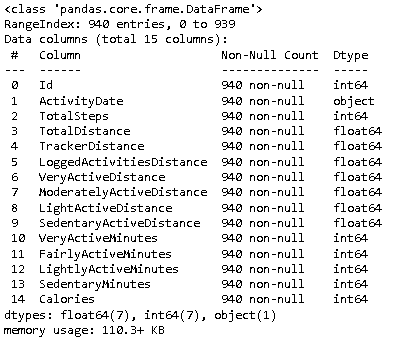 <class 'pandas.core.frame.DataFrame'>
RangeIndex: 940 entries, 0 to 939
Data columns (total 15 columns):
 #   Column                    Non-Null Count  Dtype
---  ------                    --------------  -----
 0   Id                        940 non-null    int64
 1   ActivityDate              940 non-null    object
 2   TotalSteps                940 non-null    int64
 3   TotalDistance             940 non-null    float64
 4   TrackerDistance           940 non-null    float64
 5   LoggedActivitiesDistance  940 non-null    float64
 6   VeryActiveDistance        940 non-null    float64
 7   ModeratelyActiveDistance  940 non-null    float64
 8   LightActiveDistance       940 non-null    float64
 9   SedentaryActiveDistance   940 non-null    float64
 10  VeryActiveMinutes         940 non-null    int64
 11  FairlyActiveMinutes       940 non-null    int64
 12  LightlyActiveMinutes      940 non-null    int64
 13  SedentaryMinutes          940 non-null    int64
 14  Calories                  940 non-null    int64
dtypes: float64(7), int64(7), object(1)
memory usage: 110.3+ KB